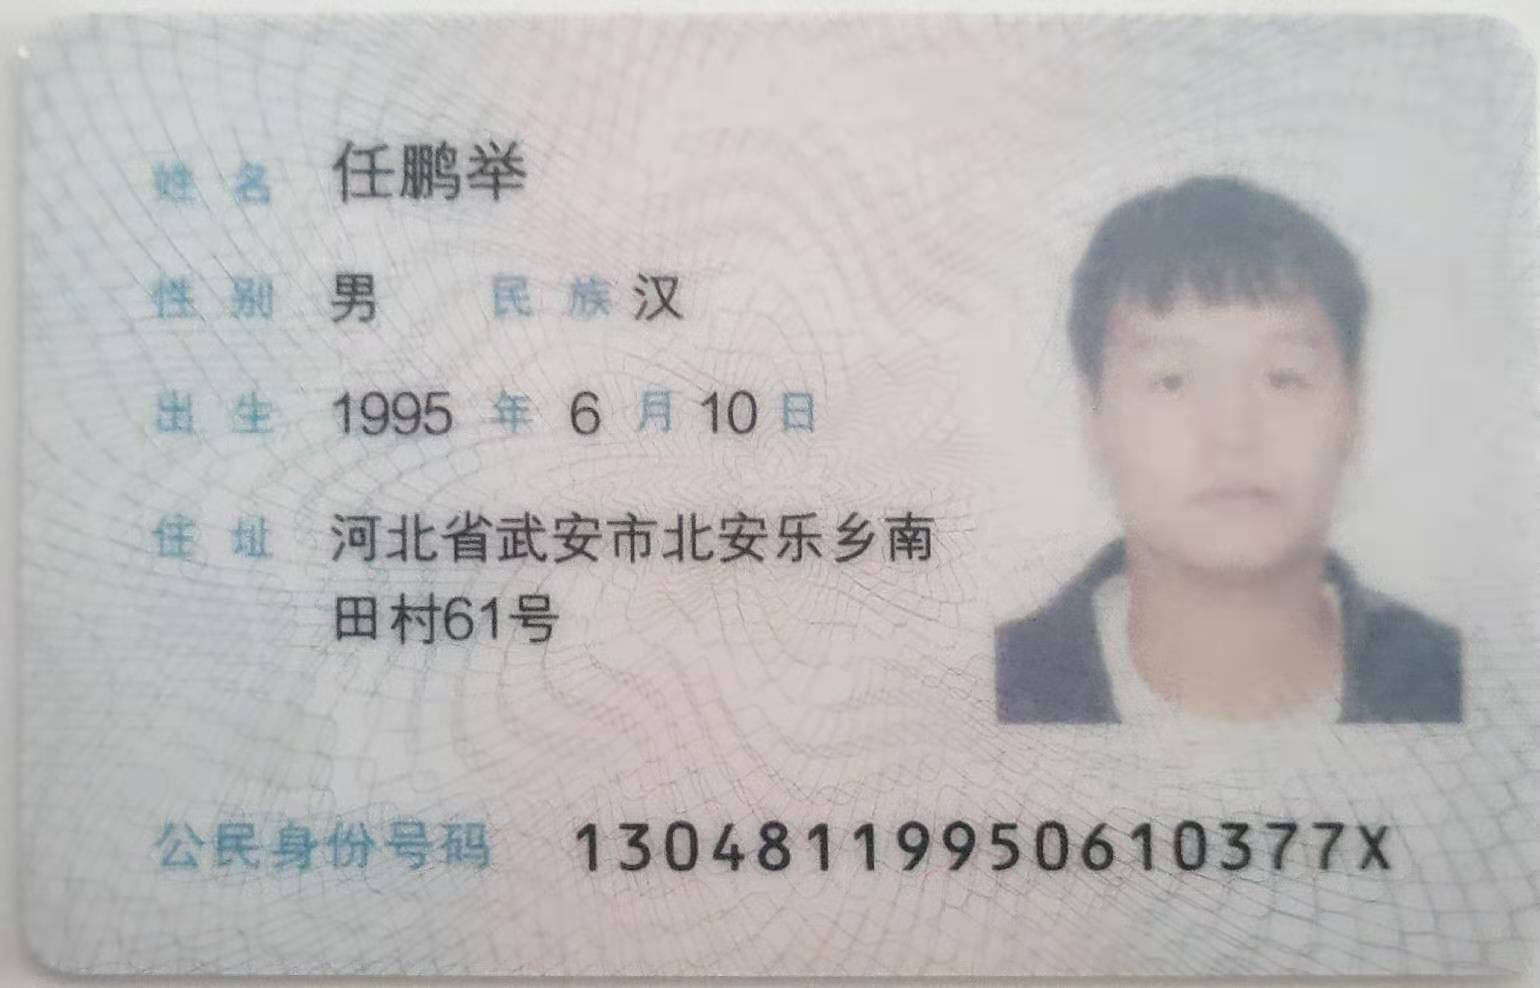 姓名 任鹏举
性别 男 民族 汉
出生 1995 年 6 月 10 日
住址 河北省武安市北安乐乡南
田村61号
公民身份号码 13048119950610377X